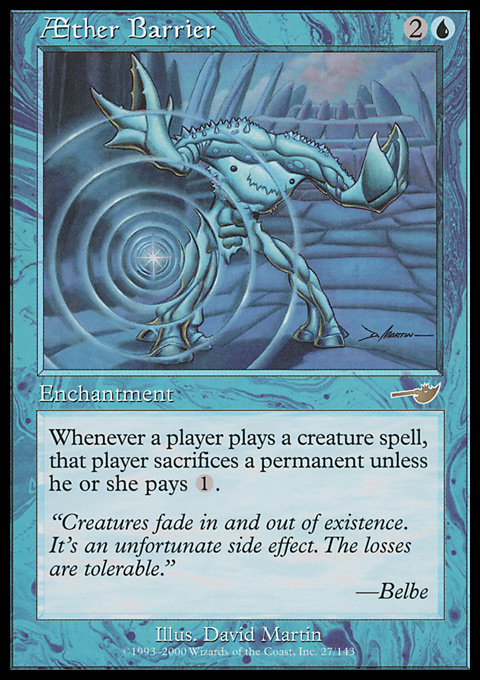 Æther Barrier 2
D. MARTIN
Enchantment
Whenever a player plays a creature spell,
that player sacrifices a permanent unless
he or she pays 1.
“Creatures fade in and out of existence.
It’s an unfortunate side effect. The losses
are tolerable.”
—Belbe
Illus. David Martin
©1993–2000 Wizards of the Coast, Inc. 27/143